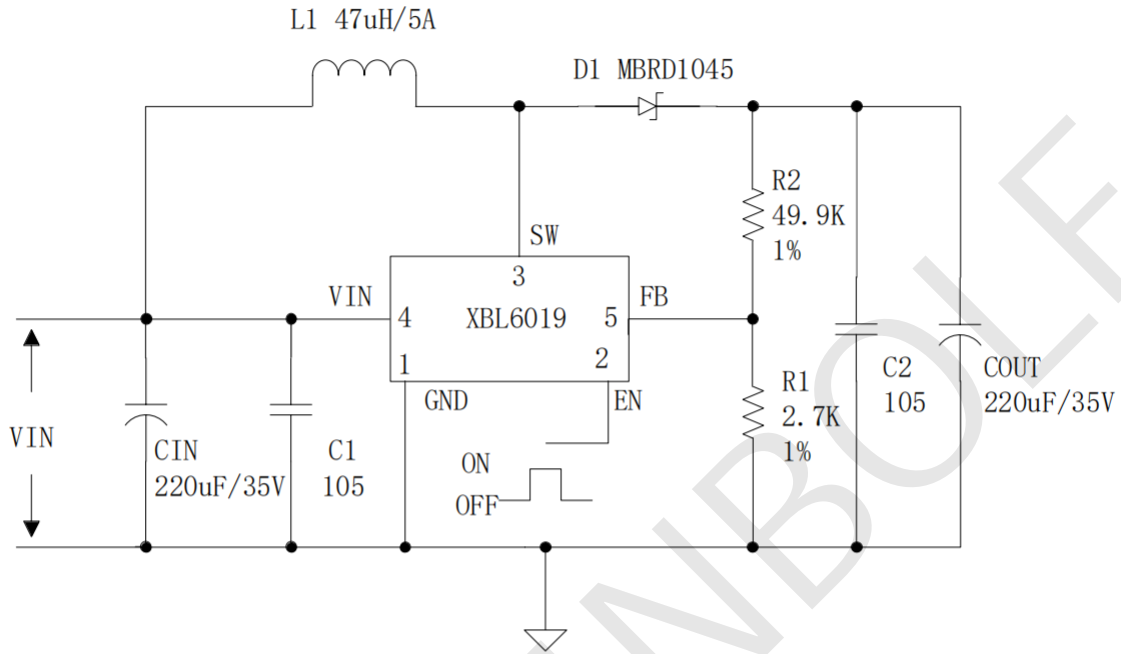 L1 47uH/5A
D1 MBRD1045
R2
49.9K
1%
SW
3
VIN
FB
4
XBL6019
5
1
2
GND
EN
R1
2.7K
1%
C2
105
COUT
220uF/35V
VIN
CIN
220uF/35V
C1
105
ON
OFF